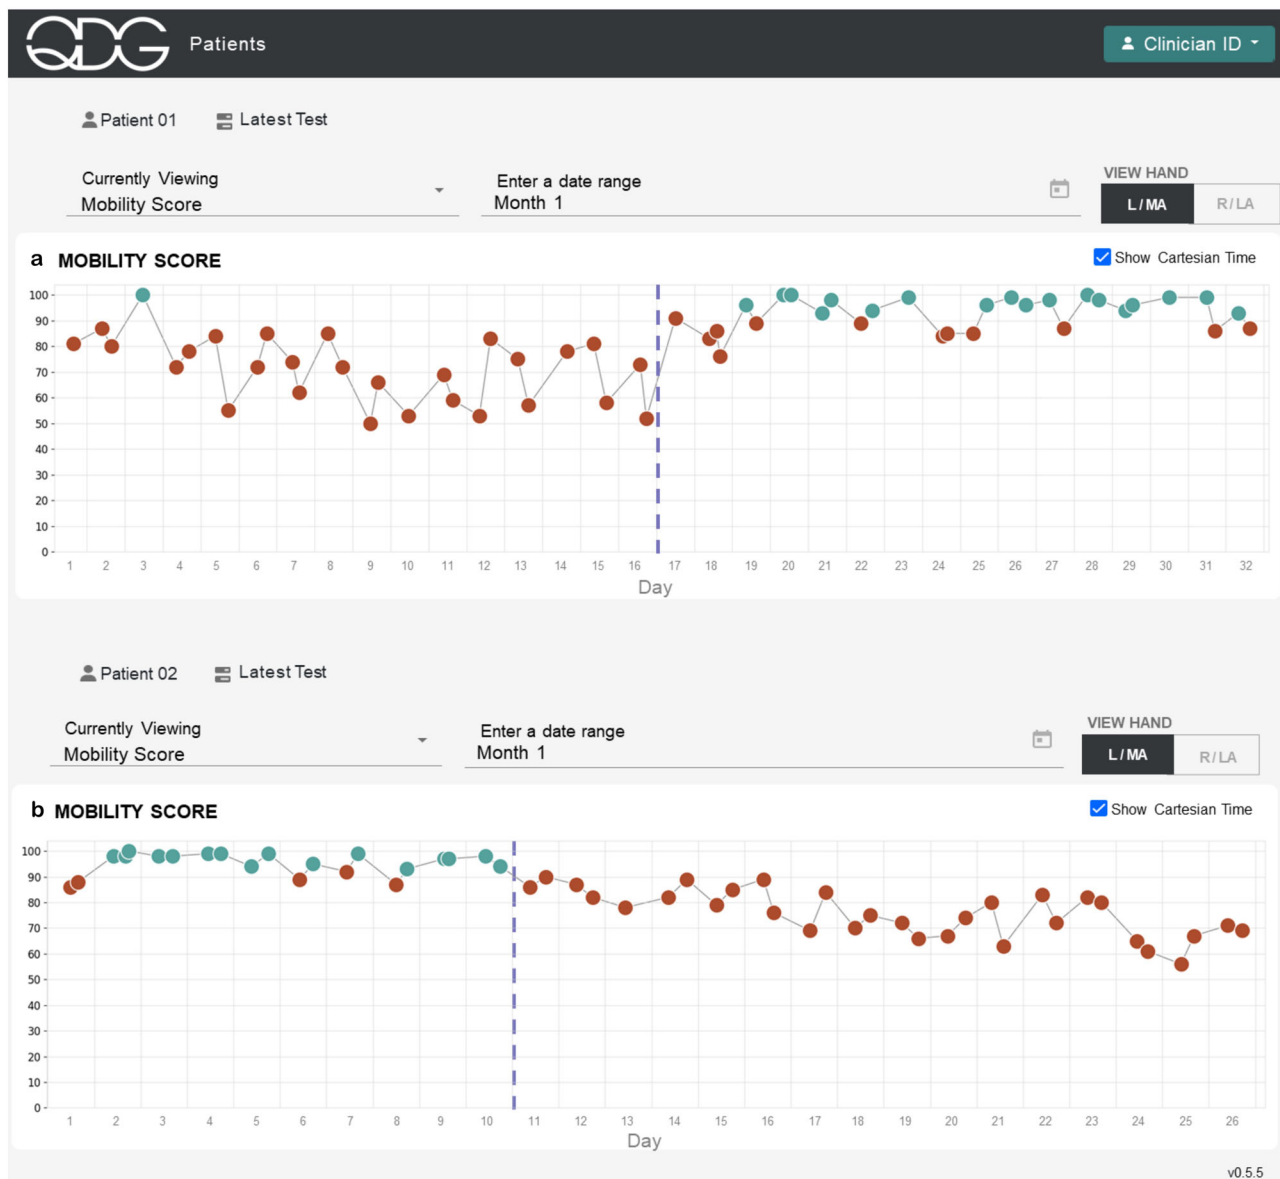 QDG Patients Clinician ID
Patient 01 Latest Test
Currently Viewing
Mobility Score
Enter a date range
Month 1
VIEW HAND
L / MA R / LA
a MOBILITY SCORE
Show Cartesian Time
100
90
80
70
60
50
40
30
20
10
0
1 2 3 4 5 6 7 8 9 10 11 12 13 14 15 16 17 18 19 20 21 22 23 24 25 26 27 28 29 30 31 32
Day
Patient 02 Latest Test
Currently Viewing
Mobility Score
Enter a date range
Month 1
VIEW HAND
L / MA R / LA
b MOBILITY SCORE
Show Cartesian Time
100
90
80
70
60
50
40
30
20
10
0
1 2 3 4 5 6 7 8 9 10 11 12 13 14 15 16 17 18 19 20 21 22 23 24 25 26
Day
v0.5.5